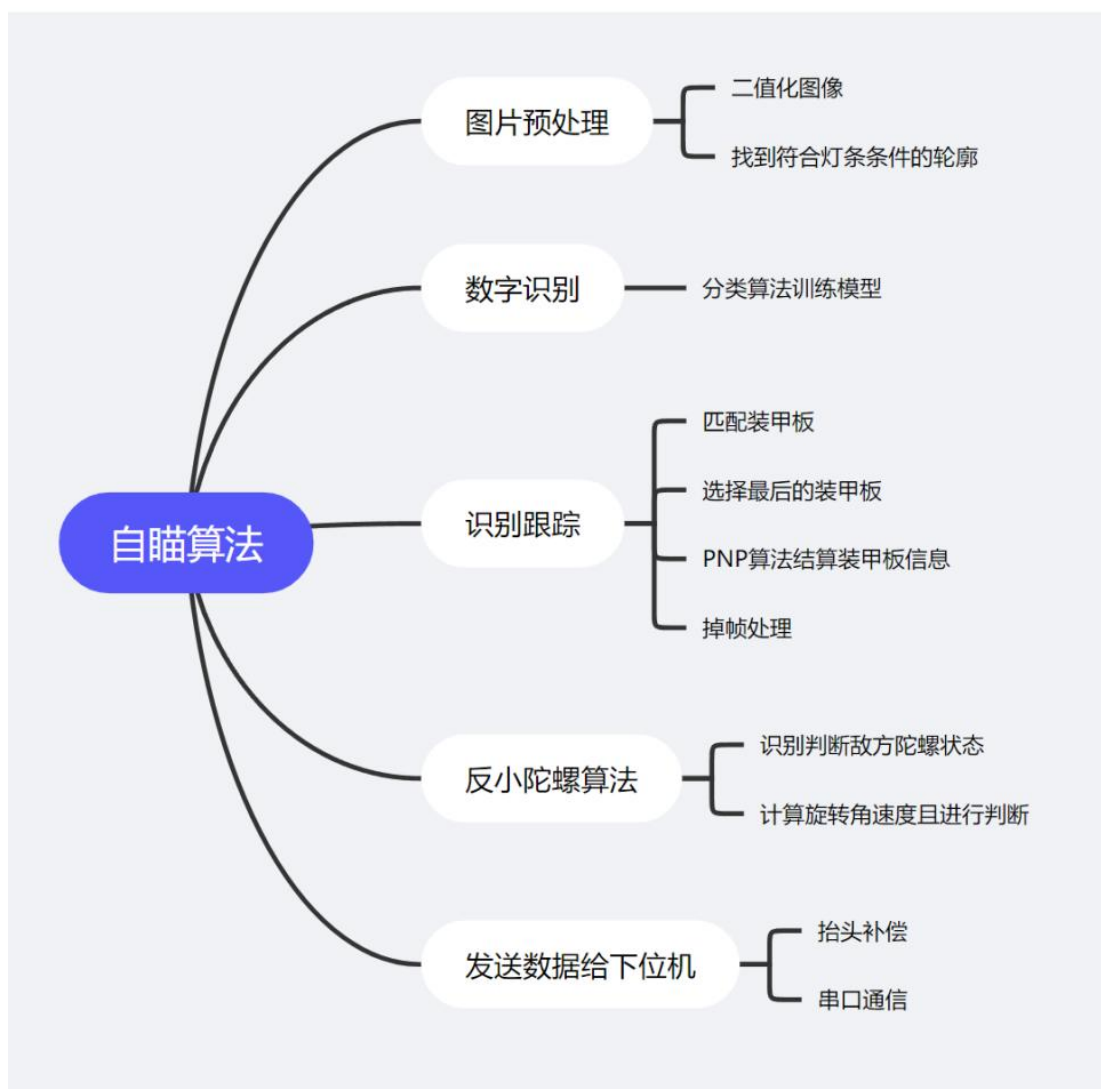 自瞄算法
图片预处理
二值化图像
找到符合灯条条件的轮廓
数字识别
分类算法训练模型
识别跟踪
匹配装甲板
选择最后的装甲板
PNP算法结算装甲板信息
掉帧处理
反小陀螺算法
识别判断敌方陀螺状态
计算旋转角速度且进行判断
发送数据给下位机
抬头补偿
串口通信